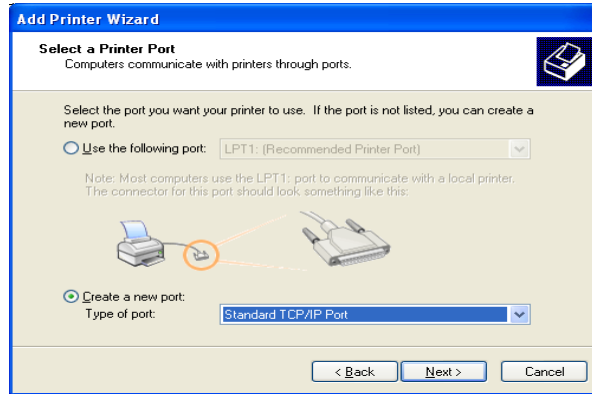 Add Printer Wizard
Select a Printer Port
Computers communicate with printers through ports.
Select the port you want your printer to use. If the port is not listed, you can create a
new port.
Use the following port: LPT1: (Recommended Printer Port)
Note: Most computers use the LPT1: port to communicate with a local printer.
The connector for this port should look something like this:
Create a new port:
Type of port: Standard TCP/IP Port
< Back Next > Cancel